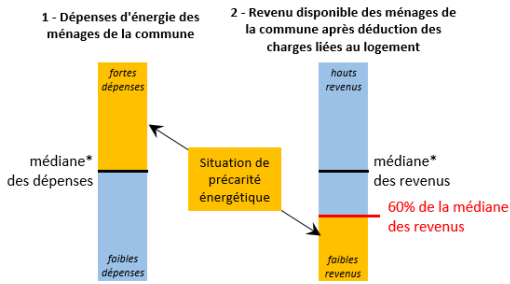 1 - Dépenses d'énergie des
ménages de la commune
2 - Revenu disponible des ménages de
la commune après déduction des
charges liées au logement
fortes
dépenses
hauts
revenus
médiane*
des dépenses
Situation de
précarité
énergétique
médiane*
des revenus
60% de la médiane
des revenus
faibles
dépenses
faibles
revenus